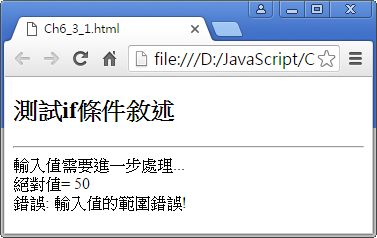 Ch6_3_1.html
file:///D:/JavaScript/C
測試if條件敘述
輸入值需要進一步處理...
絕對值= 50
錯誤: 輸入值的範圍錯誤!